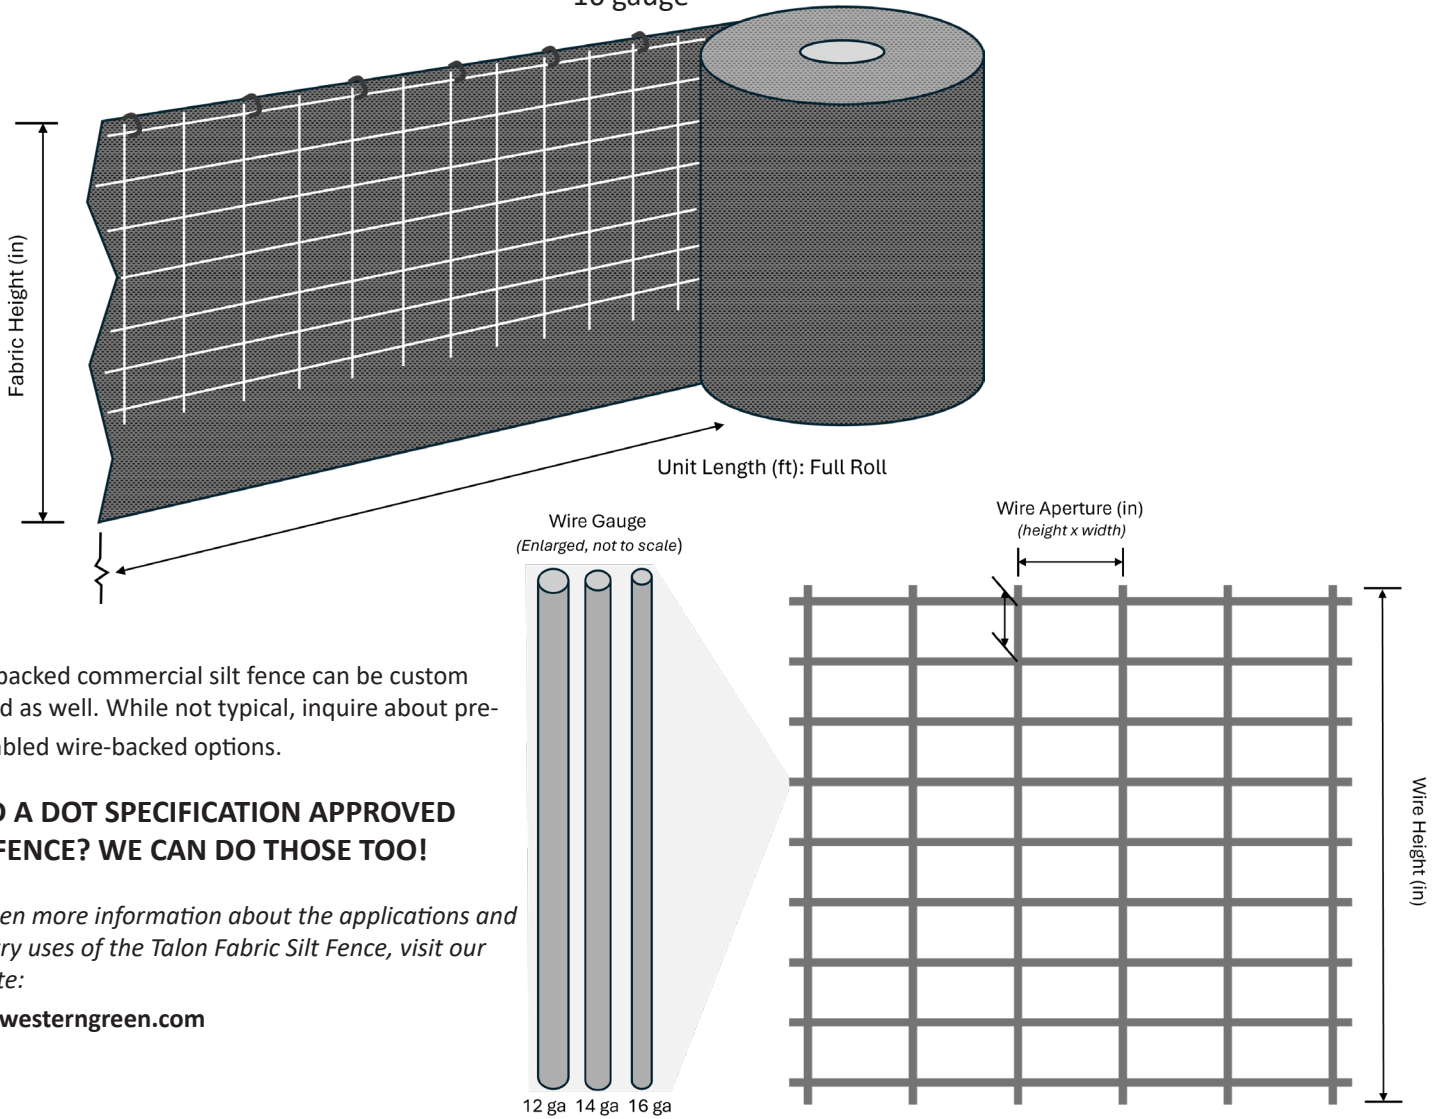 16 gauge
Fabric Height (in)
Unit Length (ft): Full Roll
Wire Gauge
(Enlarged, not to scale)
Wire Aperture (in)
(height x width)
Wire Height (in)
12 ga 14 ga 16 ga
backed commercial silt fence can be custom
d as well. While not typical, inquire about pre-
bled wire-backed options.
A DOT SPECIFICATION APPROVED
FENCE? WE CAN DO THOSE TOO!
en more information about the applications and
ry uses of the Talon Fabric Silt Fence, visit our
te:
westerngreen.com